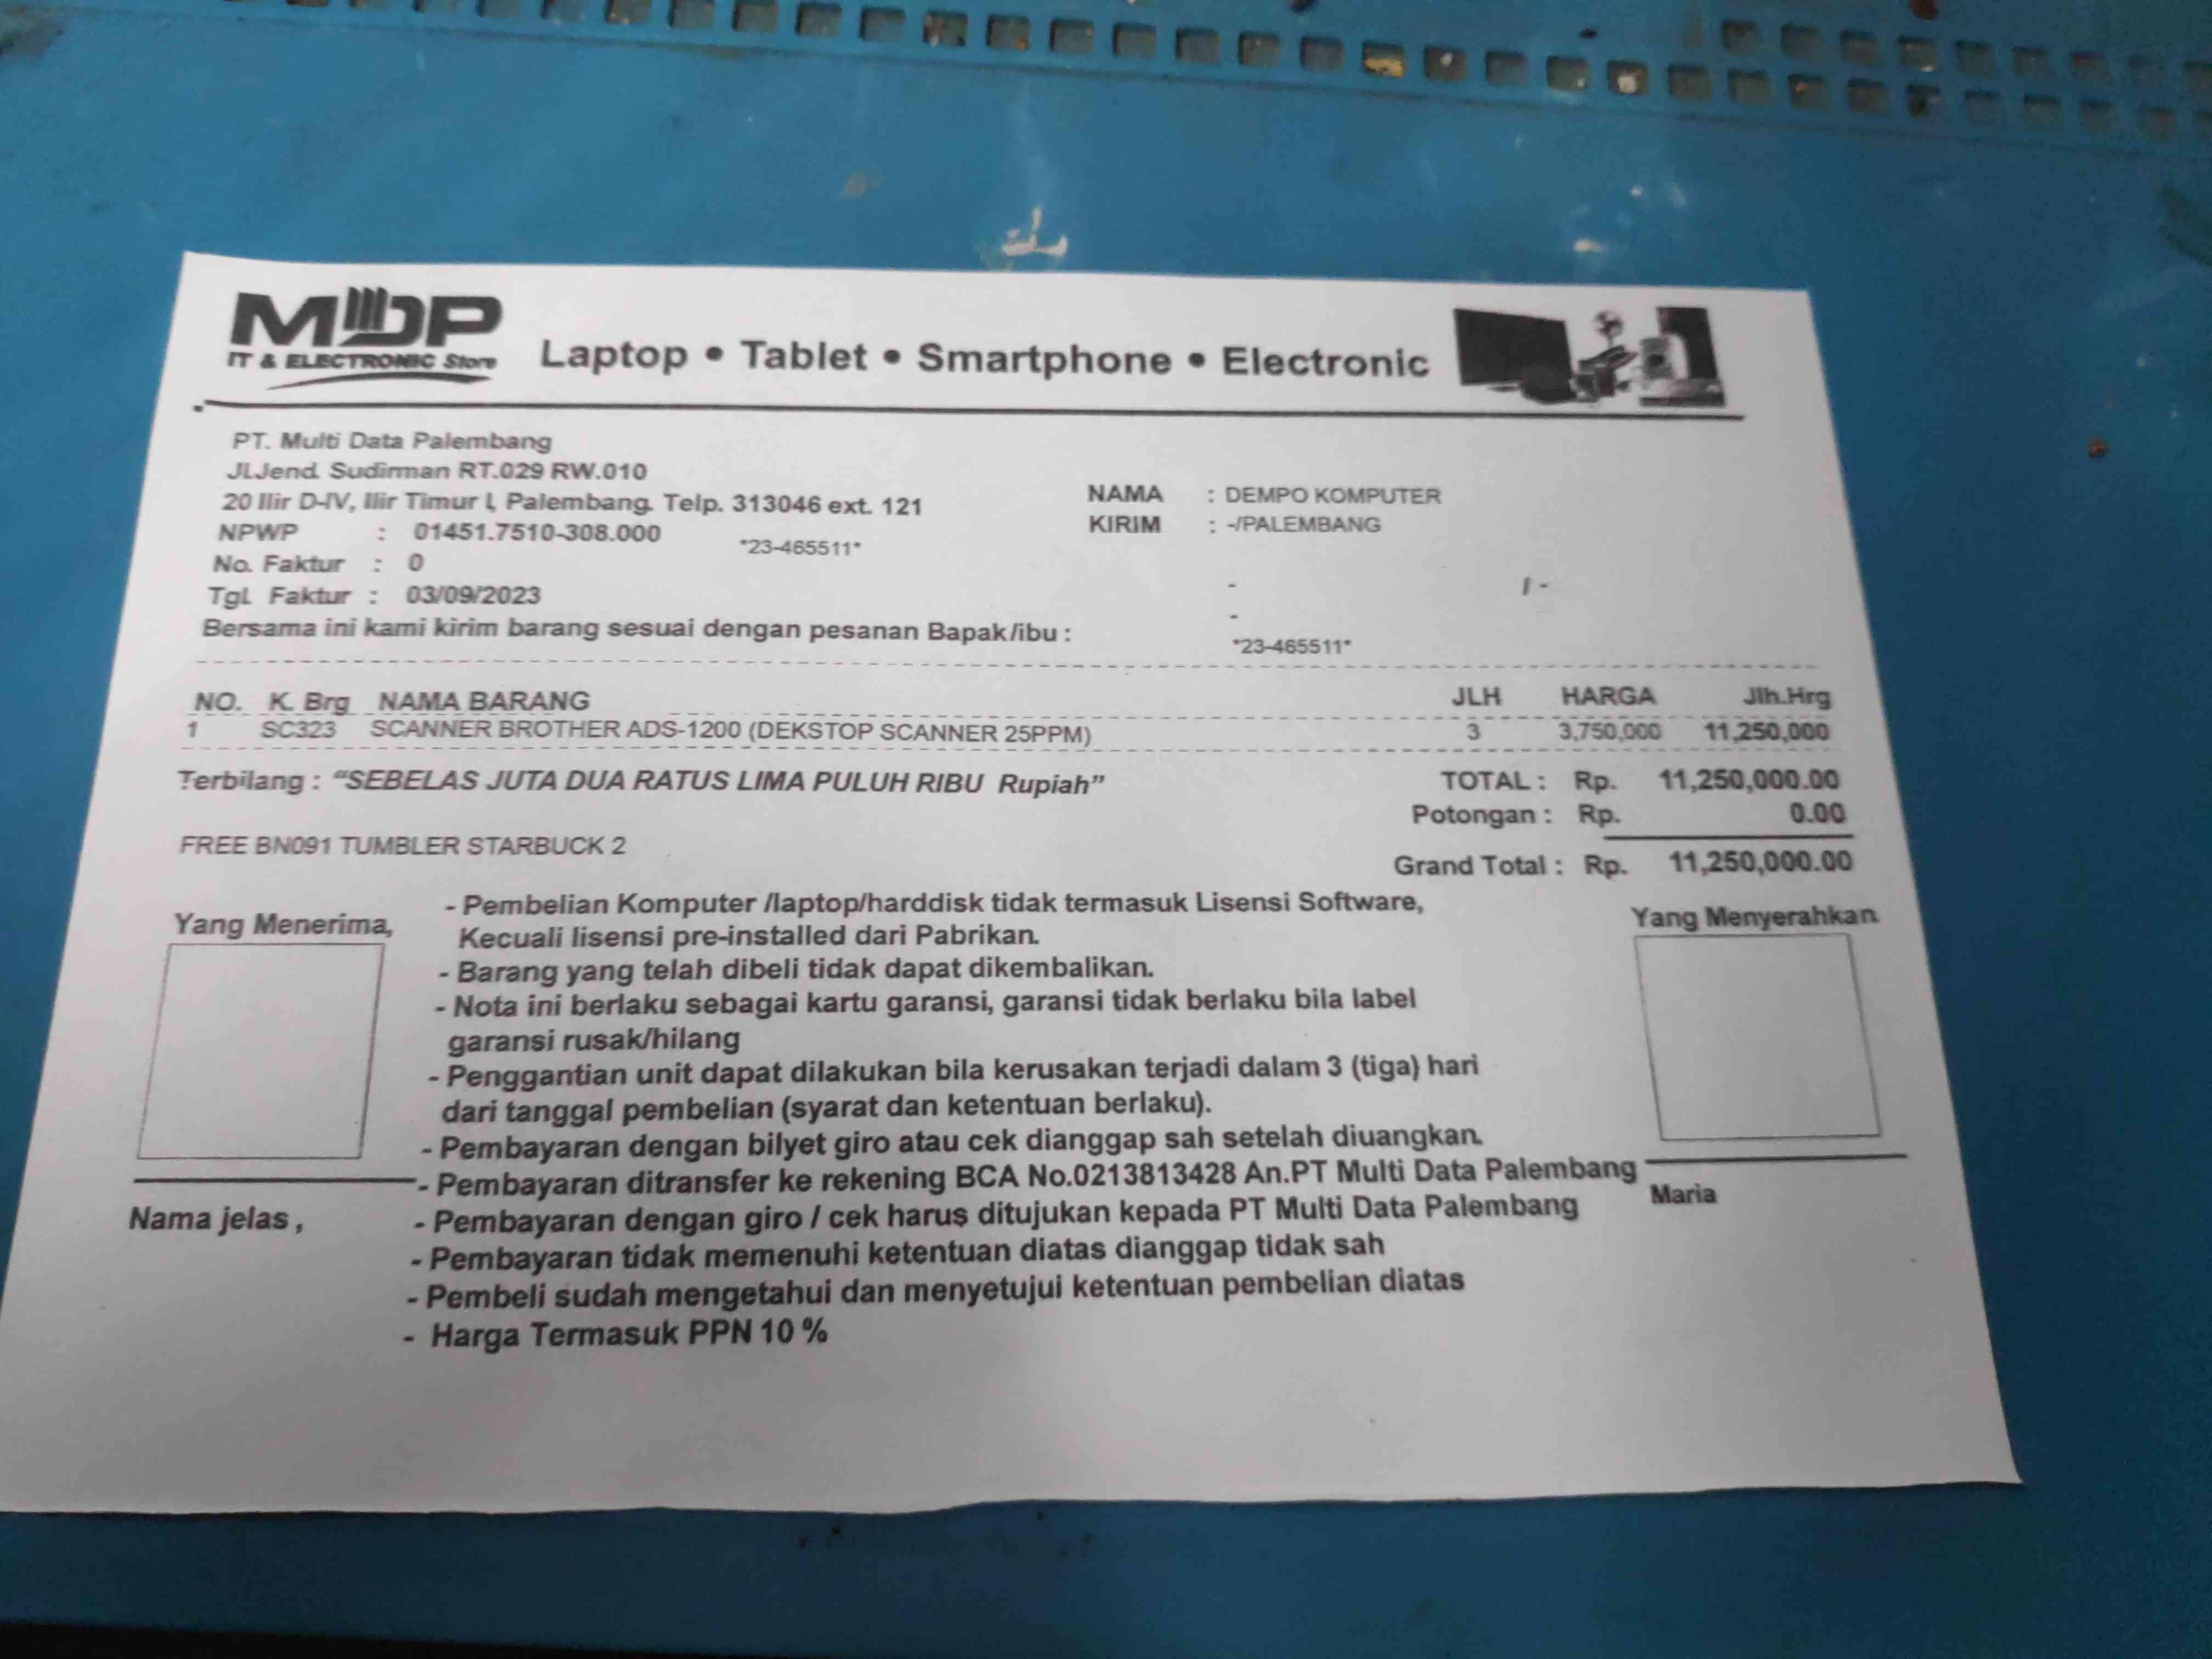 MDP
IT & ELECTRONIC Store
Laptop • Tablet • Smartphone • Electronic
PT. Multi Data Palembang
Jl.Jend. Sudirman RT.029 RW.010
20 Ilir D-IV, Ilir Timur I, Palembang. Telp. 313046 ext. 121
NPWP : 01451.7510-308.000
*23-465511*
No. Faktur : 0
Tgl. Faktur : 03/09/2023
Bersama ini kami kirim barang sesuai dengan pesanan Bapak/ibu :
NAMA : DEMPO KOMPUTER
KIRIM : -/PALEMBANG
- / -
-
*23-465511*
NO. K. Brg NAMA BARANG JLH HARGA Jlh.Hrg
1 SC323 SCANNER BROTHER ADS-1200 (DEKSTOP SCANNER 25PPM) 3 3,750,000 11,250,000
Terbilang : “SEBELAS JUTA DUA RATUS LIMA PULUH RIBU Rupiah”
TOTAL : Rp. 11,250,000.00
Potongan : Rp. 0.00
FREE BN091 TUMBLER STARBUCK 2
Grand Total : Rp. 11,250,000.00
Yang Menerima,
- Pembelian Komputer /laptop/harddisk tidak termasuk Lisensi Software,
Kecuali lisensi pre-installed dari Pabrikan.
- Barang yang telah dibeli tidak dapat dikembalikan.
- Nota ini berlaku sebagai kartu garansi, garansi tidak berlaku bila label
garansi rusak/hilang
- Penggantian unit dapat dilakukan bila kerusakan terjadi dalam 3 (tiga) hari
dari tanggal pembelian (syarat dan ketentuan berlaku).
- Pembayaran dengan bilyet giro atau cek dianggap sah setelah diuangkan.
- Pembayaran ditransfer ke rekening BCA No.0213813428 An.PT Multi Data Palembang
- Pembayaran dengan giro / cek harus ditujukan kepada PT Multi Data Palembang
- Pembayaran tidak memenuhi ketentuan diatas dianggap tidak sah
- Pembeli sudah mengetahui dan menyetujui ketentuan pembelian diatas
- Harga Termasuk PPN 10 %
Nama jelas ,
Yang Menyerahkan
Maria